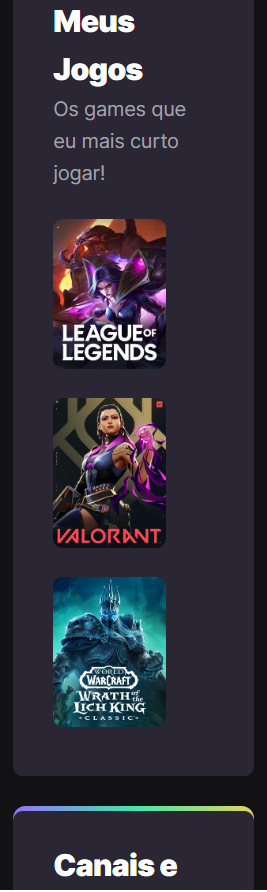 Meus
Jogos
Os games que
eu mais curto
jogar!
LEAGUE OF
LEGENDS
VALORANT
WORLD
OF
WARCRAFT
WRATH of the
LICH KING
CLASSIC
Canais e